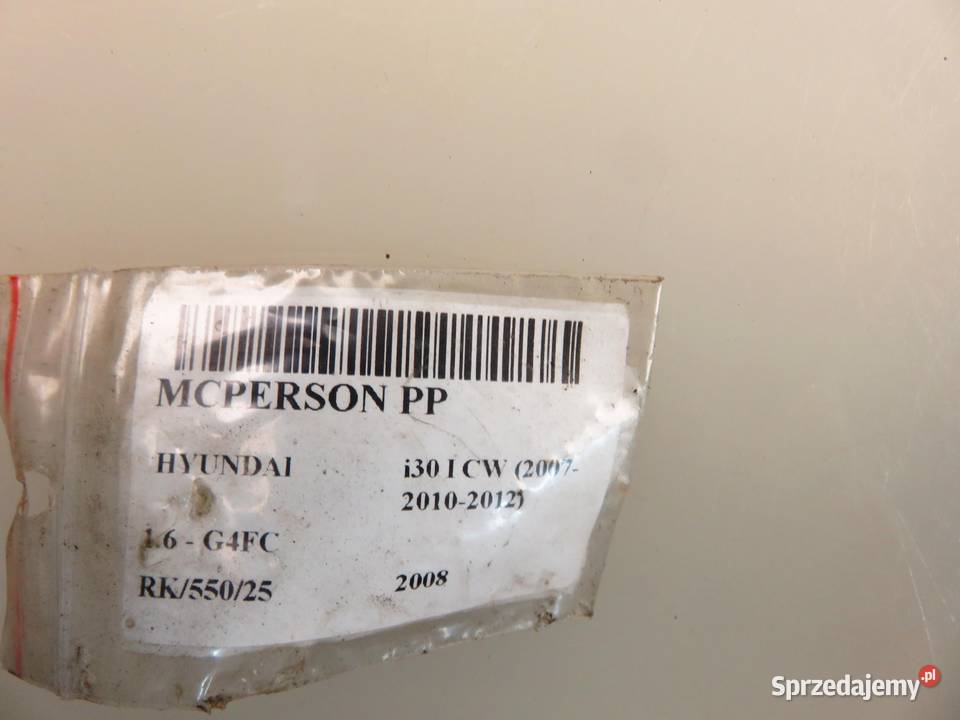 MCPERSON PP
HYUNDAI
i30 I CW (2007-
2010-2012)
1.6 - G4FC
RK/550/25
2008
Sprzedajemy.pl